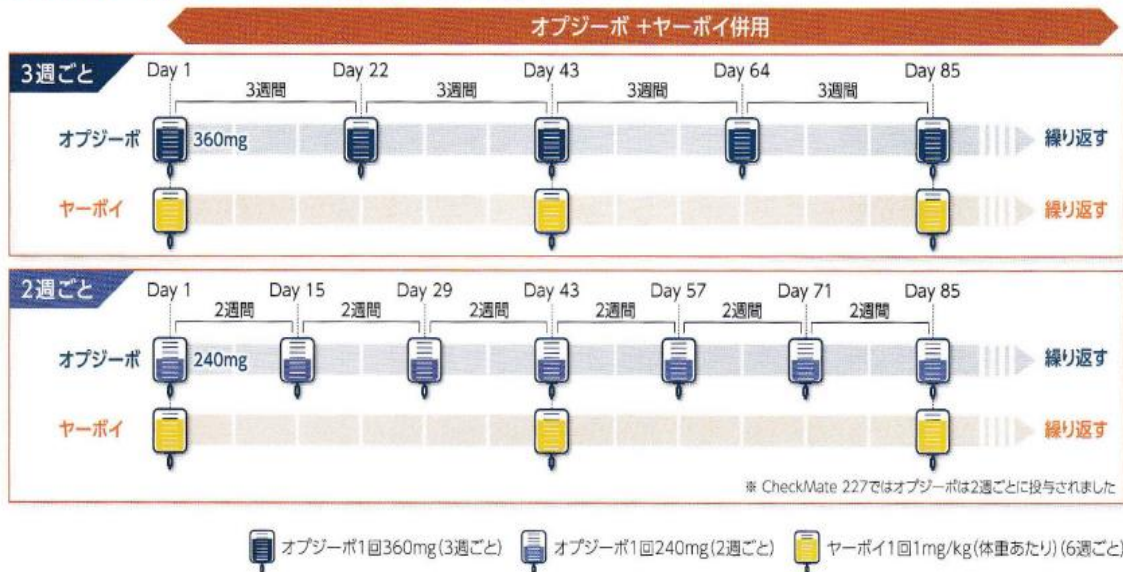 オプジーボ +ヤーボイ併用
3週ごと
Day 1 Day 22 Day 43 Day 64 Day 85
3週間 3週間 3週間 3週間
オプジーボ 360mg 繰り返す
ヤーボイ 繰り返す
2週ごと
Day 1 Day 15 Day 29 Day 43 Day 57 Day 71 Day 85
2週間 2週間 2週間 2週間 2週間 2週間
オプジーボ 240mg 繰り返す
ヤーボイ 繰り返す
※ CheckMate 227ではオプジーボは2週ごとに投与されました
オプジーボ1回360mg(3週ごと) オプジーボ1回240mg(2週ごと) ヤーボイ1回1mg/kg(体重あたり)(6週ごと)